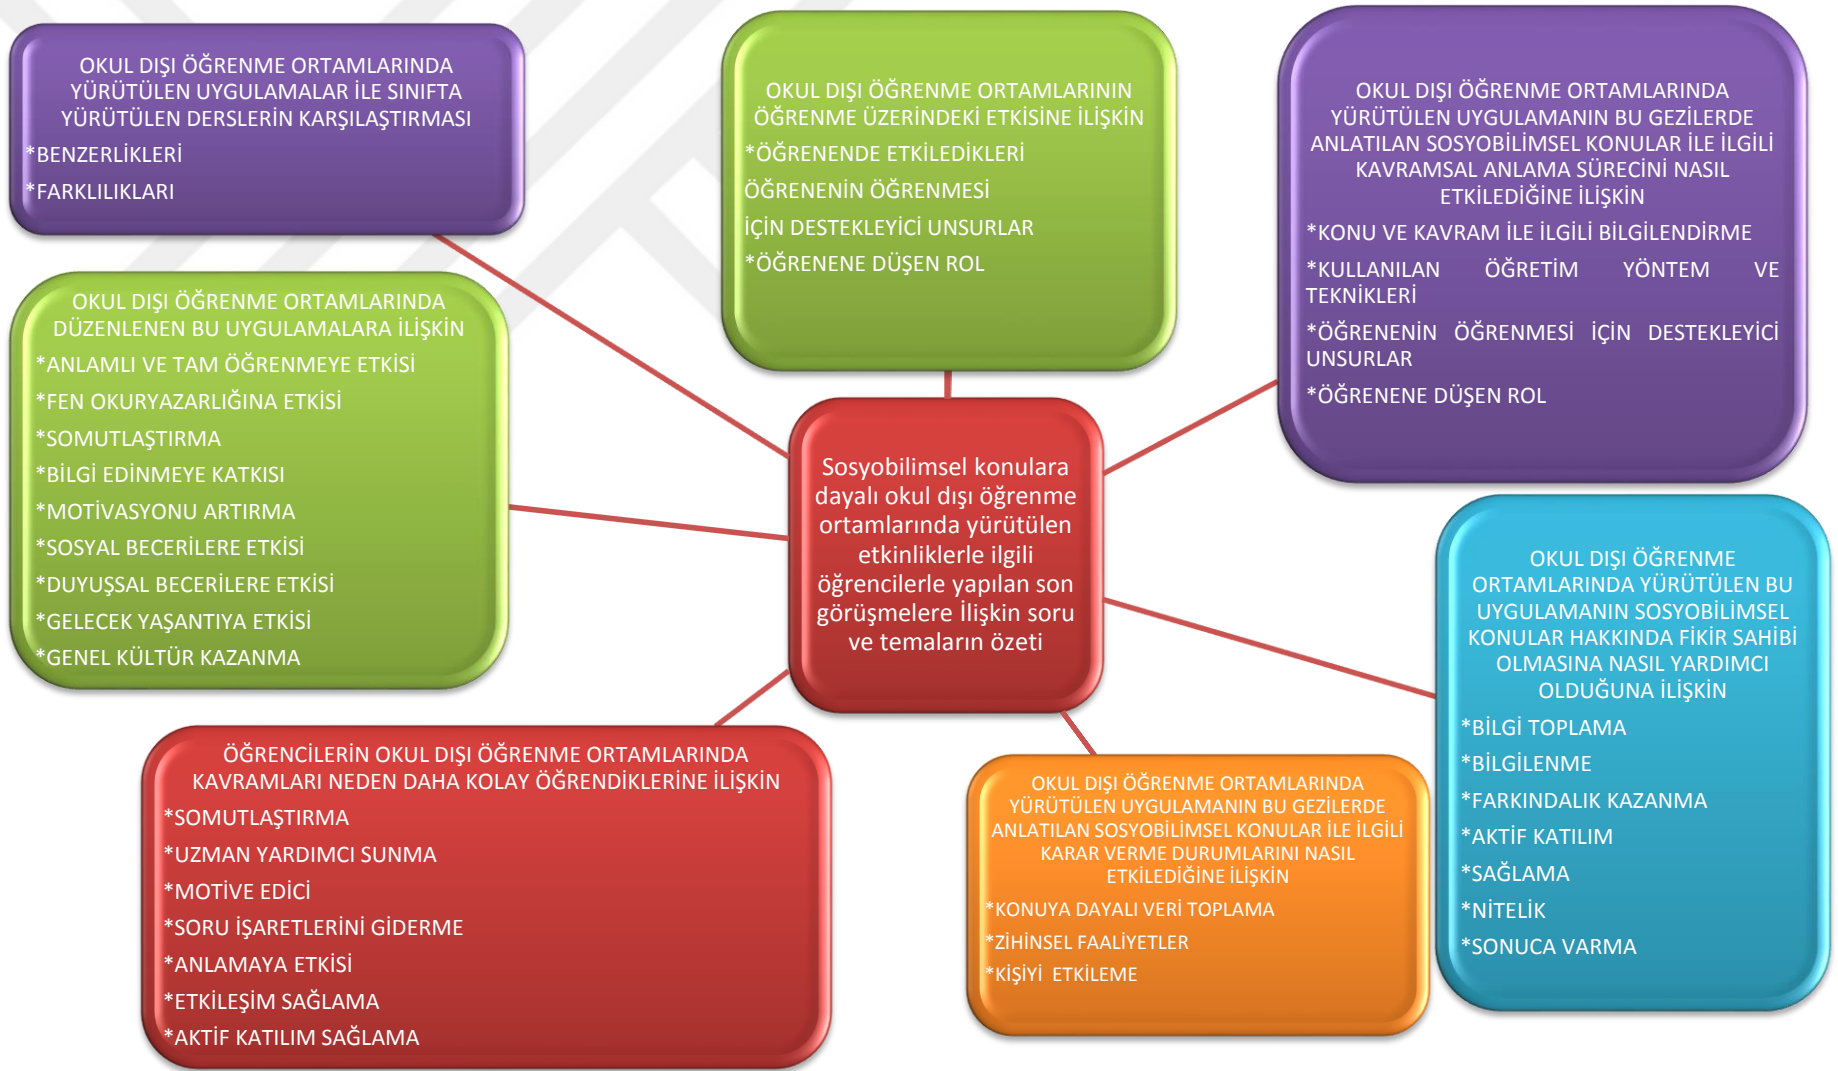 OKUL DIŞI ÖĞRENME ORTAMLARINDA
YÜRÜTÜLEN UYGULAMALAR İLE SINIFTA
YÜRÜTÜLEN DERSLERİN KARŞILAŞTIRMASI
*BENZERLİKLERİ
*FARKLILIKLARI
OKUL DIŞI ÖĞRENME ORTAMLARININ
ÖĞRENME ÜZERİNDEKİ ETKİSİNE İLİŞKİN
*ÖĞRENENDE ETKİLEDİKLERİ
ÖĞRENENİN ÖĞRENMESİ
İÇİN DESTEKLEYİCİ UNSURLAR
*ÖĞRENENE DÜŞEN ROL
OKUL DIŞI ÖĞRENME ORTAMLARINDA
YÜRÜTÜLEN UYGULAMANIN BU GEZİLERDE
ANLATILAN SOSYOBİLİMSEL KONULAR İLE İLGİLİ
KAVRAMSAL ANLAMA SÜRECİNİ NASIL
ETKİLEDİĞİNE İLİŞKİN
*KONU VE KAVRAM İLE İLGİLİ BİLGİLENDİRME
*KULLANILAN ÖĞRETİM YÖNTEM VE
TEKNİKLERİ
*ÖĞRENENİN ÖĞRENMESİ İÇİN DESTEKLEYİCİ
UNSURLAR
*ÖĞRENENE DÜŞEN ROL
OKUL DIŞI ÖĞRENME ORTAMLARINDA
DÜZENLENEN BU UYGULAMALARA İLİŞKİN
*ANLAMLI VE TAM ÖĞRENMEYE ETKİSİ
*FEN OKURYAZARLIĞINA ETKİSİ
*SOMUTLAŞTIRMA
*BİLGİ EDİNMEYE KATKISI
*MOTİVASYONU ARTIRMA
*SOSYAL BECERİLERE ETKİSİ
*DUYUŞSAL BECERİLERE ETKİSİ
*GELECEK YAŞANTIYA ETKİSİ
*GENEL KÜLTÜR KAZANMA
Sosyobilimsel konulara
dayalı okul dışı öğrenme
ortamlarında yürütülen
etkinliklerle ilgili
öğrencilerle yapılan son
görüşmelere İlişkin soru
ve temaların özeti
OKUL DIŞI ÖĞRENME
ORTAMLARINDA YÜRÜTÜLEN BU
UYGULAMANIN SOSYOBİLİMSEL
KONULAR HAKKINDA FİKİR SAHİBİ
OLMASINA NASIL YARDIMCI
OLDUĞUNA İLİŞKİN
*BİLGİ TOPLAMA
*BİLGİLENME
*FARKINDALIK KAZANMA
*AKTİF KATILIM
*SAĞLAMA
*NİTELİK
*SONUCA VARMA
ÖĞRENCİLERİN OKUL DIŞI ÖĞRENME ORTAMLARINDA
KAVRAMLARI NEDEN DAHA KOLAY ÖĞRENDİKLERİNE İLİŞKİN
*SOMUTLAŞTIRMA
*UZMAN YARDIMCI SUNMA
*MOTİVE EDİCİ
*SORU İŞARETLERİNİ GİDERME
*ANLAMAYA ETKİSİ
*ETKİLEŞİM SAĞLAMA
*AKTİF KATILIM SAĞLAMA
OKUL DIŞI ÖĞRENME ORTAMLARINDA
YÜRÜTÜLEN UYGULAMANIN BU GEZİLERDE
ANLATILAN SOSYOBİLİMSEL KONULAR İLE İLGİLİ
KARAR VERME DURUMLARINI NASIL
ETKİLEDİĞİNE İLİŞKİN
*KONUYA DAYALI VERİ TOPLAMA
*ZİHİNSEL FAALİYETLER
*KİŞİYİ ETKİLEME